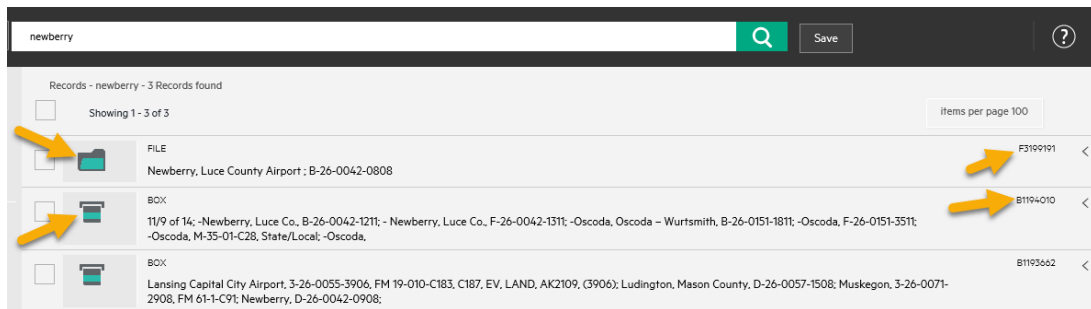 newberry
Save
?
Records - newberry - 3 Records found
Showing 1 - 3 of 3
items per page 100
FILE
F3199191
Newberry, Luce County Airport ; B-26-0042-0808
BOX
B1194010
11/9 of 14; -Newberry, Luce Co., B-26-0042-1211; - Newberry, Luce Co., F-26-0042-1311; -Oscoda, Oscoda – Wurtsmith, B-26-0151-1811; -Oscoda, F-26-0151-3511;
-Oscoda, M-35-01-C28, State/Local; -Oscoda,
BOX
B1193662
Lansing Capital City Airport, 3-26-0055-3906, FM 19-010-C183, C187, EV, LAND, AK2109, (3906); Ludington, Mason County, D-26-0057-1508; Muskegon, 3-26-0071-
2908, FM 61-1-C91; Newberry, D-26-0042-0908;